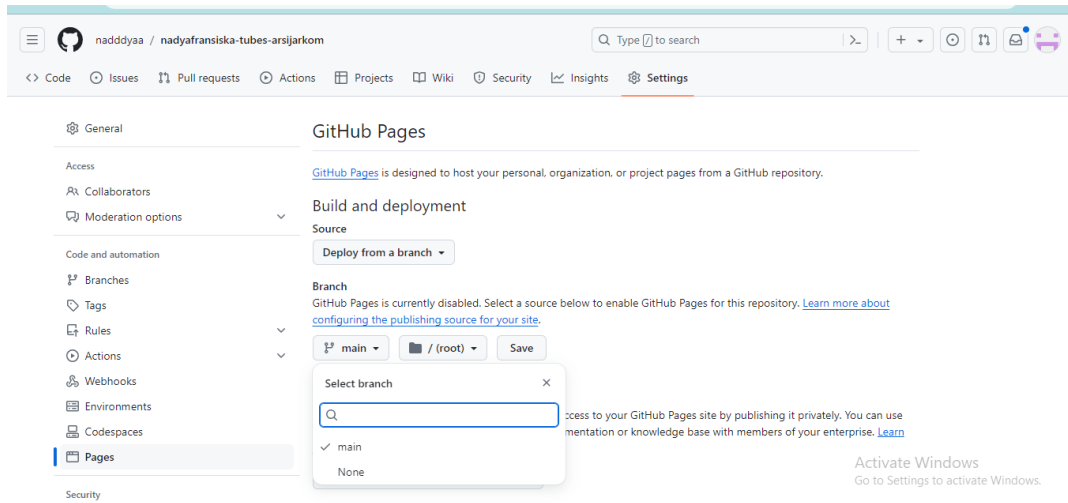 nadddyaa / nadyafransiska-tubes-arsijarkom
Type / to search
Code Issues Pull requests Actions Projects Wiki Security Insights Settings
General
Access
Collaborators
Moderation options
Code and automation
Branches
Tags
Rules
Actions
Webhooks
Environments
Codespaces
Pages
Security
GitHub Pages
GitHub Pages is designed to host your personal, organization, or project pages from a GitHub repository.
Build and deployment
Source
Deploy from a branch
Branch
GitHub Pages is currently disabled. Select a source below to enable GitHub Pages for this repository. Learn more about
configuring the publishing source for your site.
main / (root) Save
Select branch
main
None
access to your GitHub Pages site by publishing it privately. You can use
mentation or knowledge base with members of your enterprise. Learn
Activate Windows
Go to Settings to activate Windows.